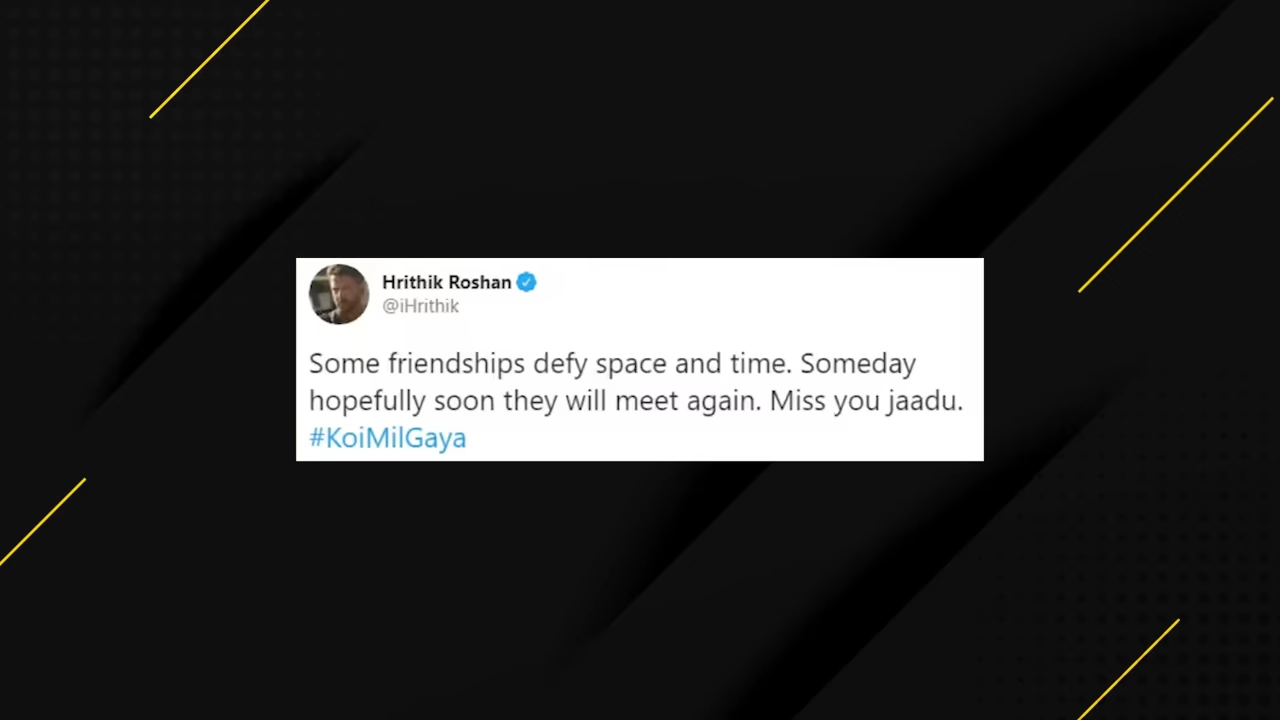 Hrithik Roshan
@iHrithik
Some friendships defy space and time. Someday
hopefully soon they will meet again. Miss you jaadu.
#KoiMilGaya